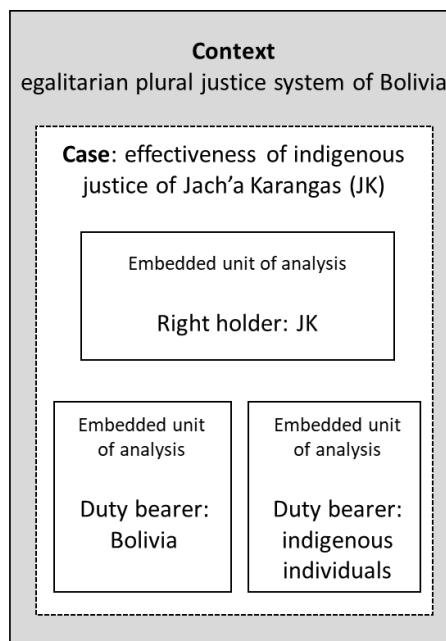 Context
egalitarian plural justice system of Bolivia
Case: effectiveness of indigenous
justice of Jach’a Karangas (JK)
Embedded unit of analysis
Right holder: JK
Embedded unit
of analysis
Duty bearer:
Bolivia
Embedded unit
of analysis
Duty bearer:
indigenous
individuals